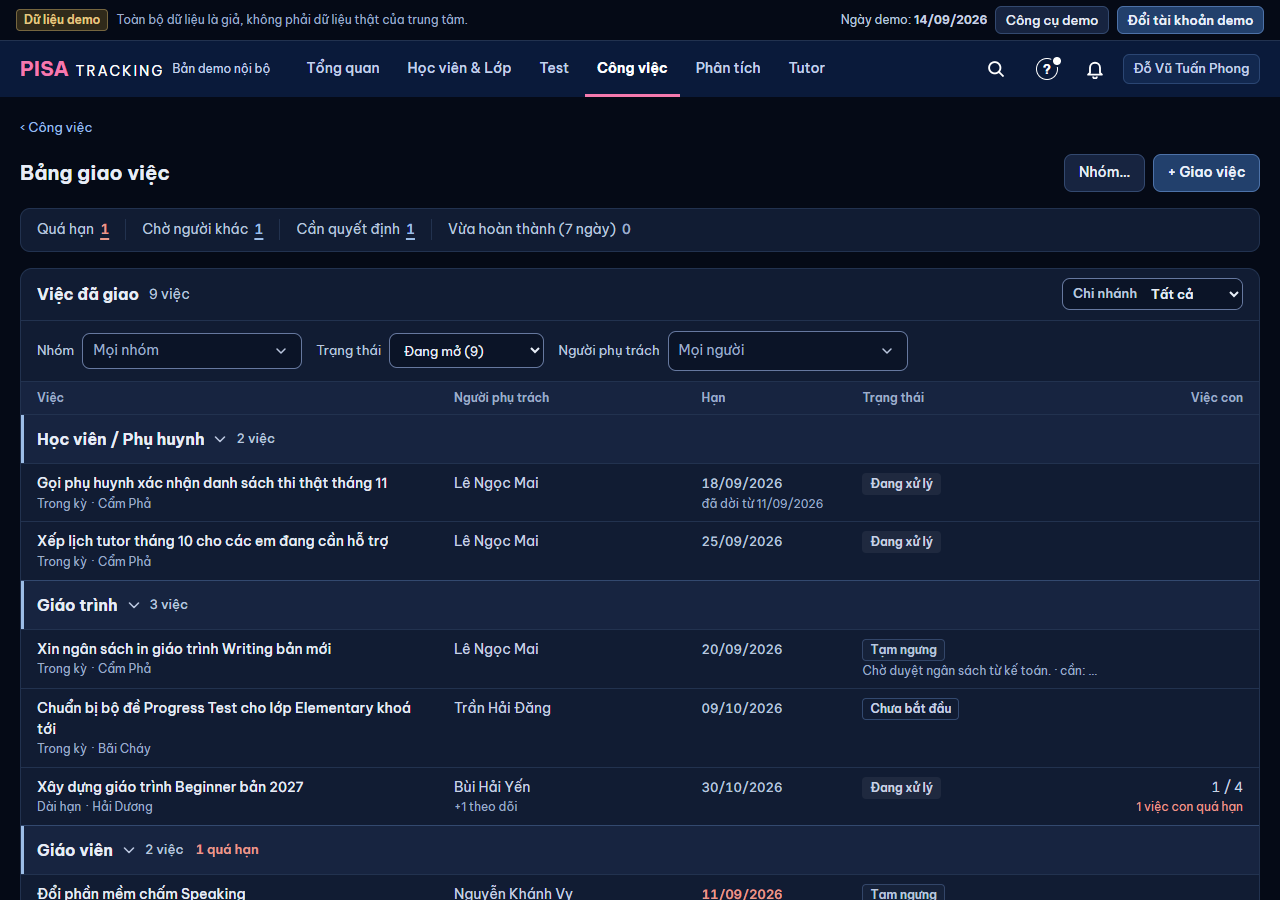 Dữ liệu demo Toàn bộ dữ liệu là giả, không phải dữ liệu thật của trung tâm. Ngày demo: 14/09/2026 Công cụ demo Đổi tài khoản demo
PISA TRACKING Bản demo nội bộ Tổng quan Học viên & Lớp Test Công việc Phân tích Tutor ? Đỗ Vũ Tuấn Phong
‹ Công việc
Bảng giao việc Nhóm... + Giao việc
Quá hạn 1 Chờ người khác 1 Cần quyết định 1 Vừa hoàn thành (7 ngày) 0
Việc đã giao 9 việc Chi nhánh Tất cả
Nhóm Mọi nhóm Trạng thái Đang mở (9) Người phụ trách Mọi người
Việc Người phụ trách Hạn Trạng thái Việc con
Học viên / Phụ huynh 2 việc
Gọi phụ huynh xác nhận danh sách thi thật tháng 11 Lê Ngọc Mai 18/09/2026 Đang xử lý
Trong kỳ · Cẩm Phả đã dời từ 11/09/2026
Xếp lịch tutor tháng 10 cho các em đang cần hỗ trợ Lê Ngọc Mai 25/09/2026 Đang xử lý
Trong kỳ · Cẩm Phả
Giáo trình 3 việc
Xin ngân sách in giáo trình Writing bản mới Lê Ngọc Mai 20/09/2026 Tạm ngưng
Trong kỳ · Cẩm Phả Chờ duyệt ngân sách từ kế toán. · cần: ...
Chuẩn bị bộ đề Progress Test cho lớp Elementary khoá Trần Hải Đăng 09/10/2026 Chưa bắt đầu
tới
Trong kỳ · Bãi Cháy
Xây dựng giáo trình Beginner bản 2027 Bùi Hải Yến 30/10/2026 Đang xử lý 1 / 4
Dài hạn · Hải Dương +1 theo dõi 1 việc con quá hạn
Giáo viên 2 việc 1 quá hạn
Đổi phần mềm chấm Speaking Nguyễn Khánh Vy 11/09/2026 Tạm ngưng